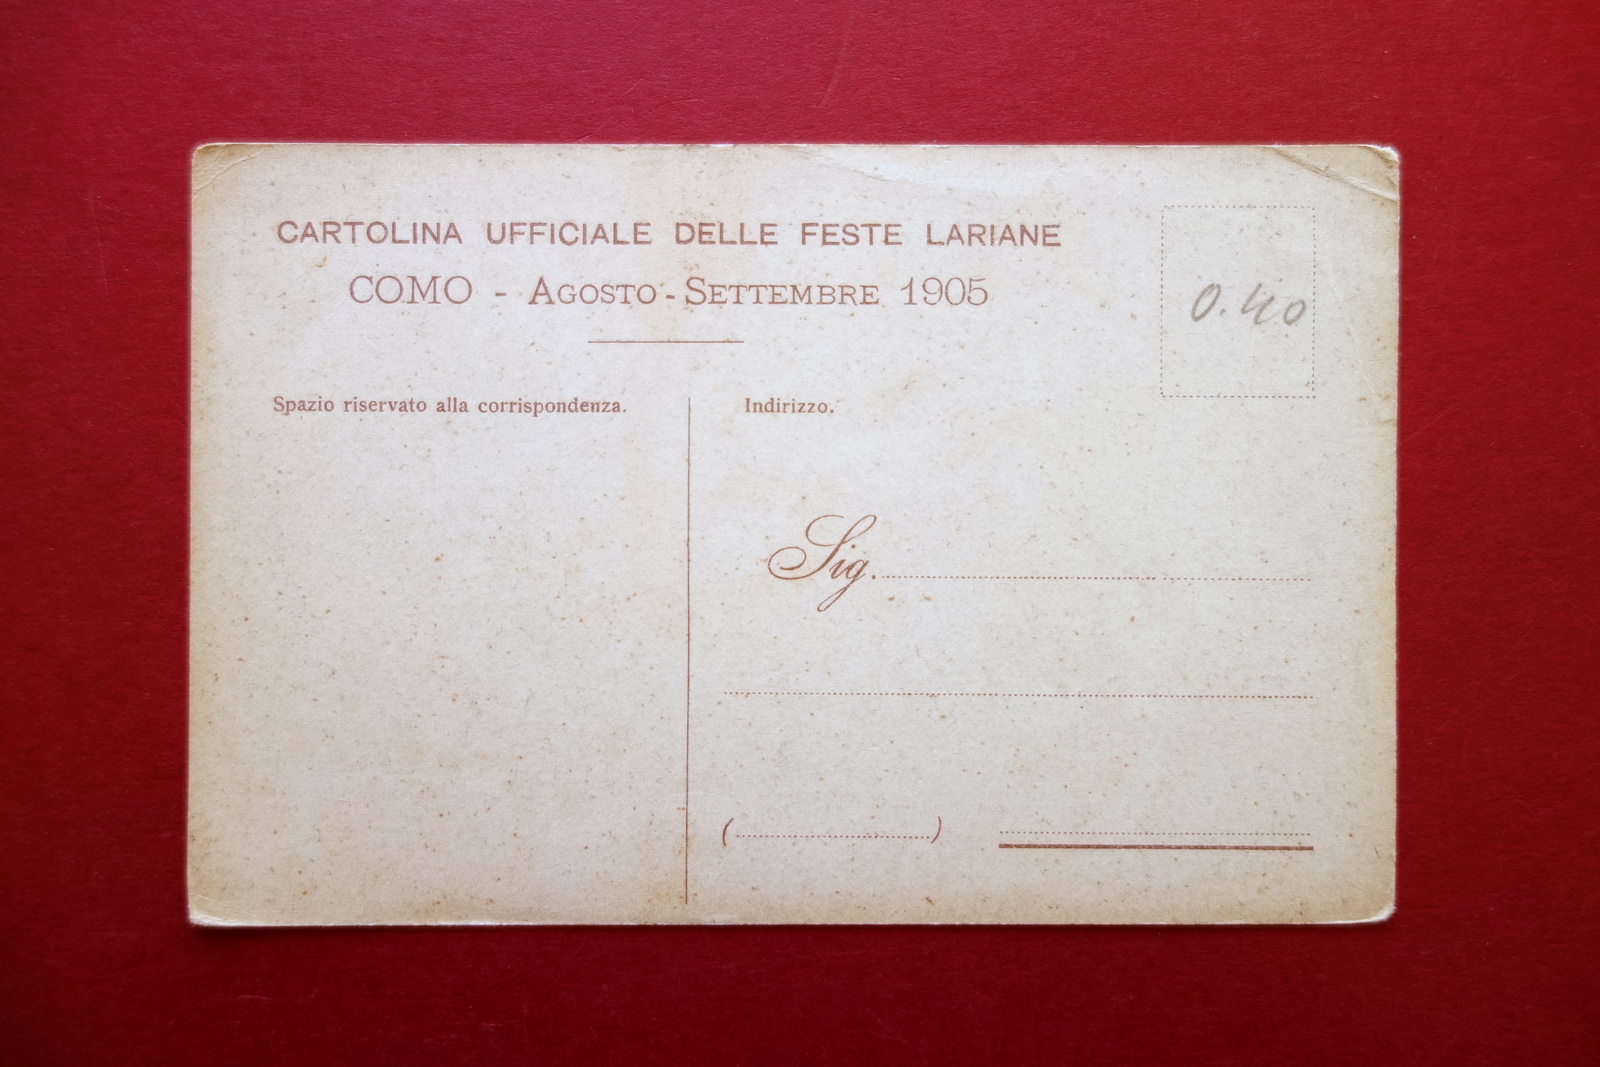 CARTOLINA UFFICIALE DELLE FESTE LARIANE
COMO - AGOSTO - SETTEMBRE 1905
0.40
Spazio riservato alla corrispondenza.
Indirizzo.
Sig.
( )